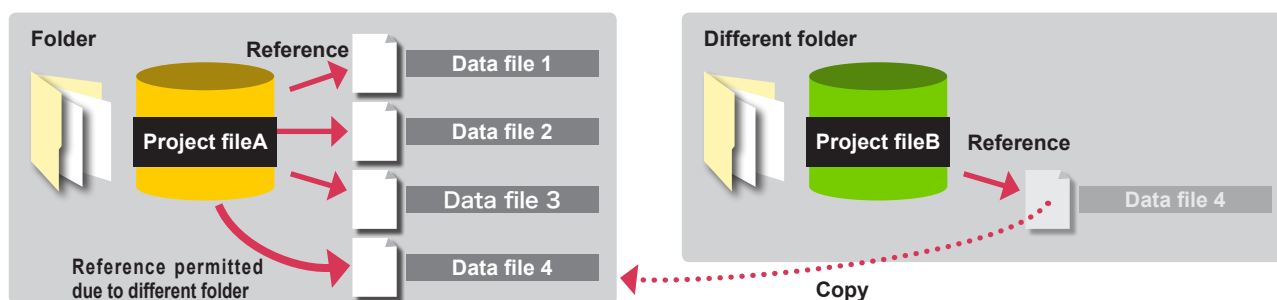 Folder
Reference
Data file 1
Project fileA
Data file 2
Data file 3
Data file 4
Reference permitted
due to different folder
Different folder
Project fileB
Reference
Data file 4
Copy